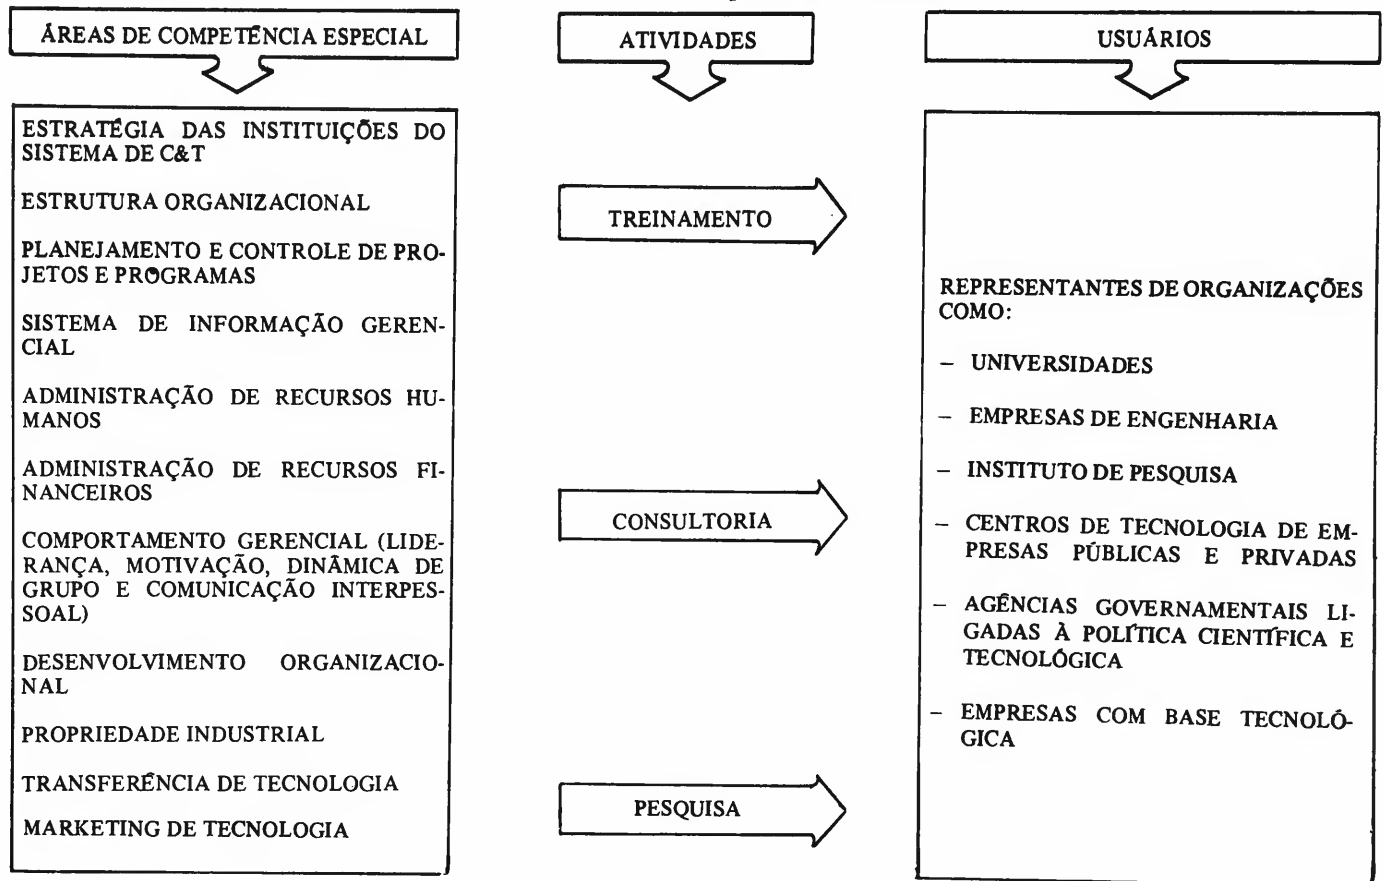 ÁREAS DE COMPETÊNCIA ESPECIAL
ESTRATÉGIA DAS INSTITUIÇÕES DO
SISTEMA DE C&T
ESTRUTURA ORGANIZACIONAL
PLANEJAMENTO E CONTROLE DE PRO-
JETOS E PROGRAMAS
SISTEMA DE INFORMAÇÃO GEREN-
CIAL
ADMINISTRAÇÃO DE RECURSOS HU-
MANOS
ADMINISTRAÇÃO DE RECURSOS FI-
NANCEIROS
COMPORTAMENTO GERENCIAL (LIDE-
RANÇA, MOTIVAÇÃO, DINÂMICA DE
GRUPO E COMUNICAÇÃO INTERPES-
SOAL)
DESENVOLVIMENTO ORGANIZACIO-
NAL
PROPRIEDADE INDUSTRIAL
TRANSFERÊNCIA DE TECNOLOGIA
MARKETING DE TECNOLOGIA
ATIVIDADES
TREINAMENTO
CONSULTORIA
PESQUISA
USUÁRIOS
REPRESENTANTES DE ORGANIZAÇÕES
COMO:
– UNIVERSIDADES
– EMPRESAS DE ENGENHARIA
– INSTITUTO DE PESQUISA
– CENTROS DE TECNOLOGIA DE EM-
PRESAS PÚBLICAS E PRIVADAS
– AGÊNCIAS GOVERNAMENTAIS LI-
GADAS À POLÍTICA CIENTÍFICA E
TECNOLÓGICA
– EMPRESAS COM BASE TECNOLÓ-
GICA